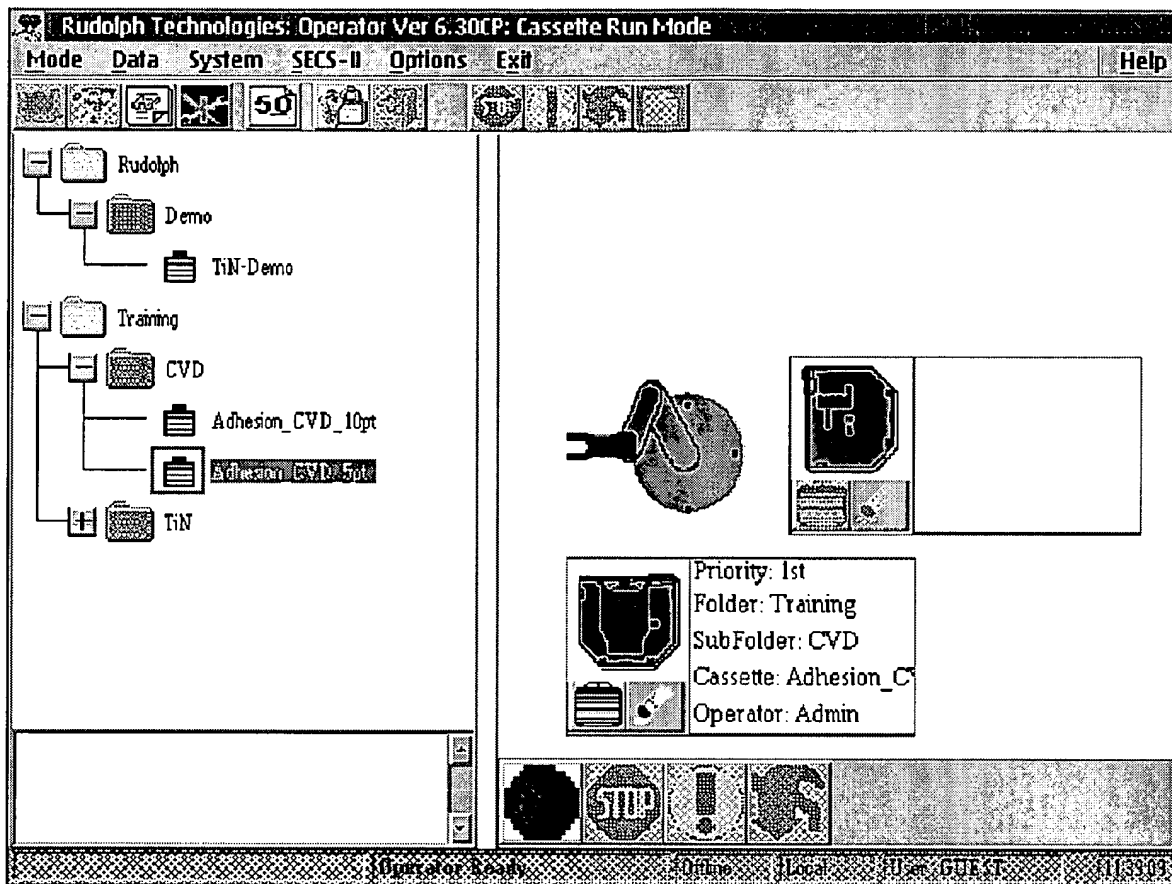 Rudolph Technologies: Operator Ver 6.30CP: Cassette Run Mode
Mode Data System SECS-II Options Exit Help
50
Rudolph
Demo
TiN-Demo
Training
CVD
Adhesion_CVD_10pt
Adhesion_CVD_5pt
TiN
Priority: 1st
Folder: Training
SubFolder: CVD
Cassette: Adhesion_C
Operator: Admin
STOP
Operator Ready Offline Local User: GUEST